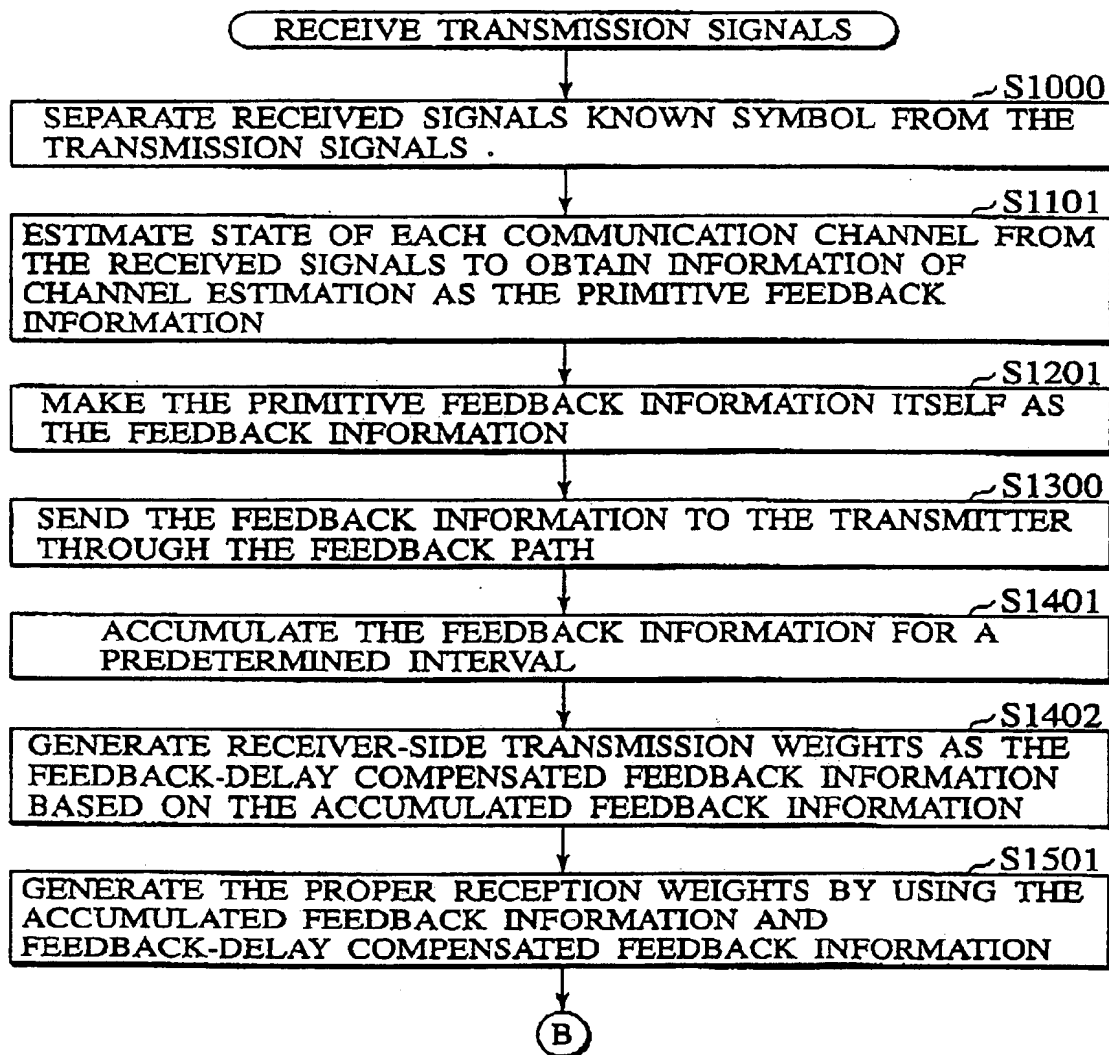 RECEIVE TRANSMISSION SIGNALS
S1000
SEPARATE RECEIVED SIGNALS KNOWN SYMBOL FROM THE
TRANSMISSION SIGNALS .
S1101
ESTIMATE STATE OF EACH COMMUNICATION CHANNEL FROM
THE RECEIVED SIGNALS TO OBTAIN INFORMATION OF
CHANNEL ESTIMATION AS THE PRIMITIVE FEEDBACK
INFORMATION
S1201
MAKE THE PRIMITIVE FEEDBACK INFORMATION ITSELF AS
THE FEEDBACK INFORMATION
S1300
SEND THE FEEDBACK INFORMATION TO THE TRANSMITTER
THROUGH THE FEEDBACK PATH
S1401
ACCUMULATE THE FEEDBACK INFORMATION FOR A
PREDETERMINED INTERVAL
S1402
GENERATE RECEIVER-SIDE TRANSMISSION WEIGHTS AS THE
FEEDBACK-DELAY COMPENSATED FEEDBACK INFORMATION
BASED ON THE ACCUMULATED FEEDBACK INFORMATION
S1501
GENERATE THE PROPER RECEPTION WEIGHTS BY USING THE
ACCUMULATED FEEDBACK INFORMATION AND
FEEDBACK-DELAY COMPENSATED FEEDBACK INFORMATION
B